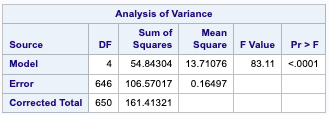 Analysis of Variance
Source DF Sum of Squares Mean Square F Value Pr > F
Model 4 54.84304 13.71076 83.11 <.0001
Error 646 106.57017 0.16497
Corrected Total 650 161.41321